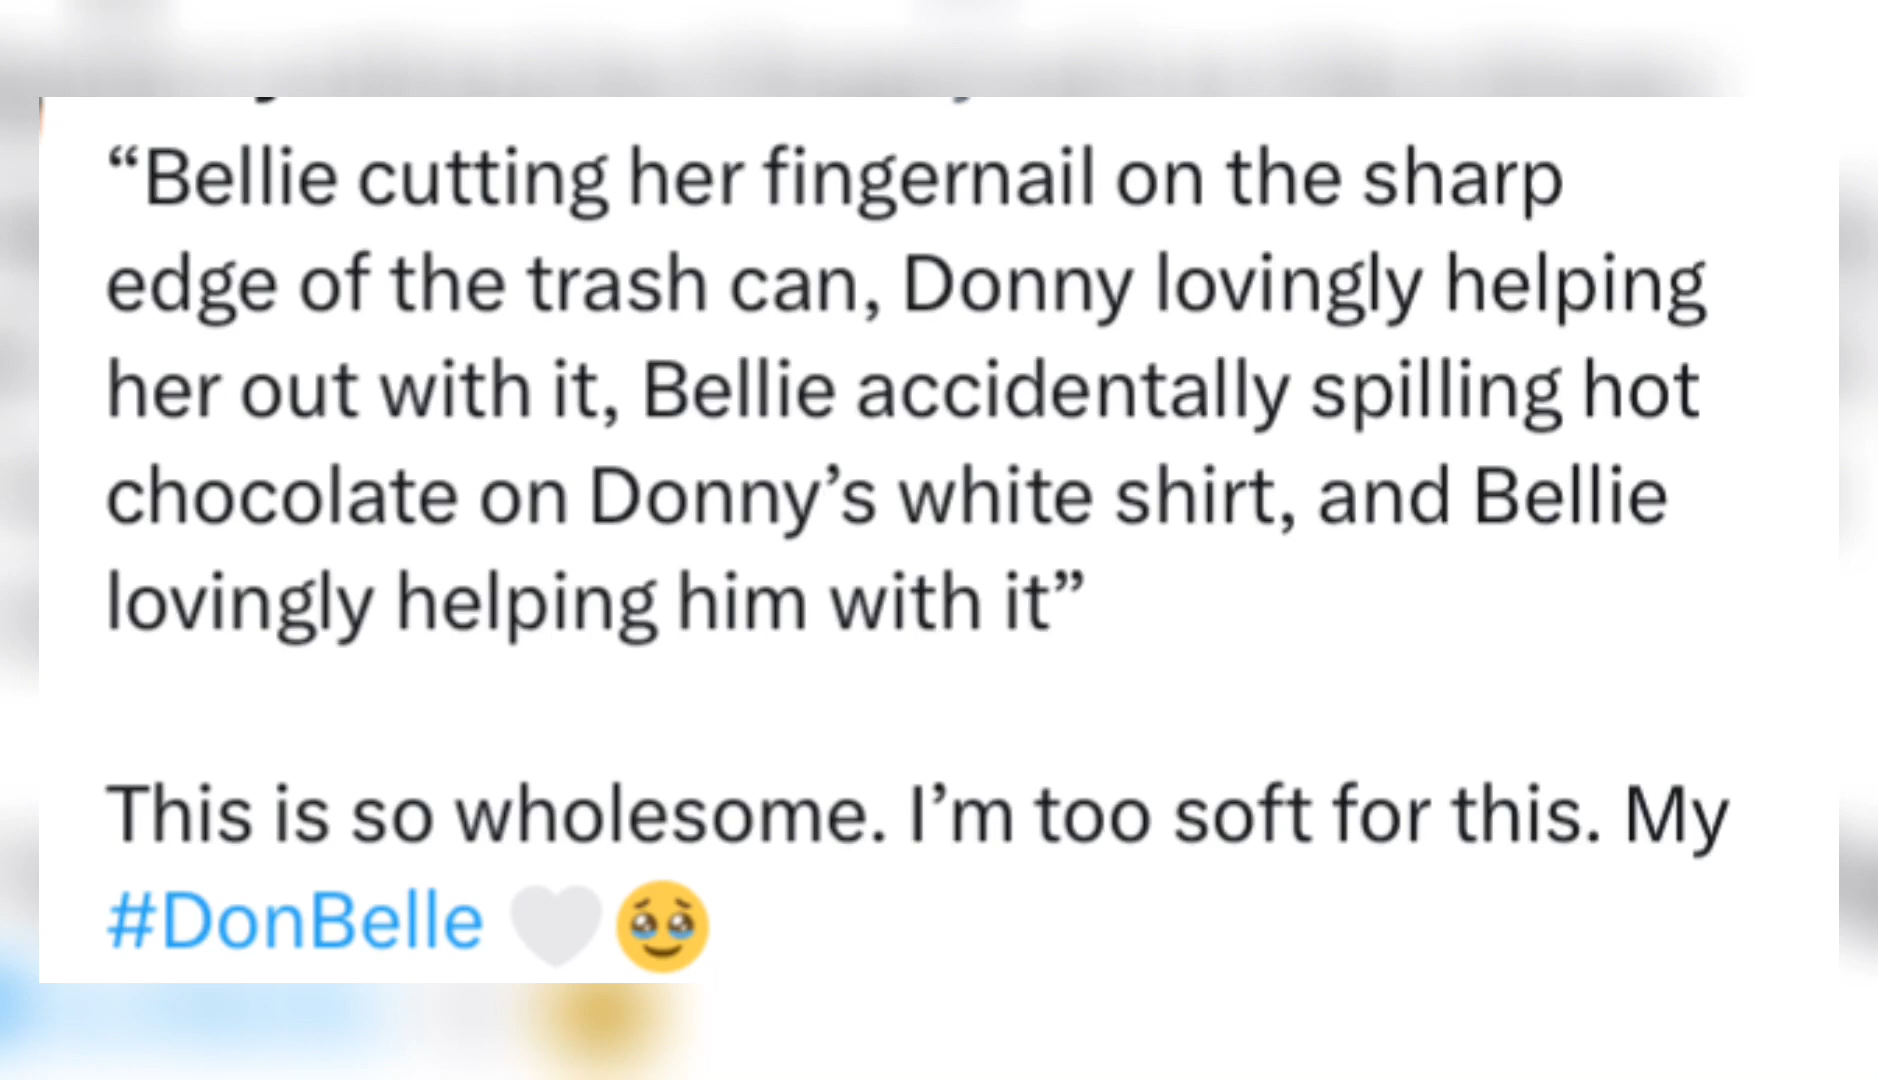 “Bellie cutting her fingernail on the sharp
edge of the trash can, Donny lovingly helping
her out with it, Bellie accidentally spilling hot
chocolate on Donny’s white shirt, and Bellie
lovingly helping him with it”
This is so wholesome. I’m too soft for this. My
#DonBelle 🤍🥹